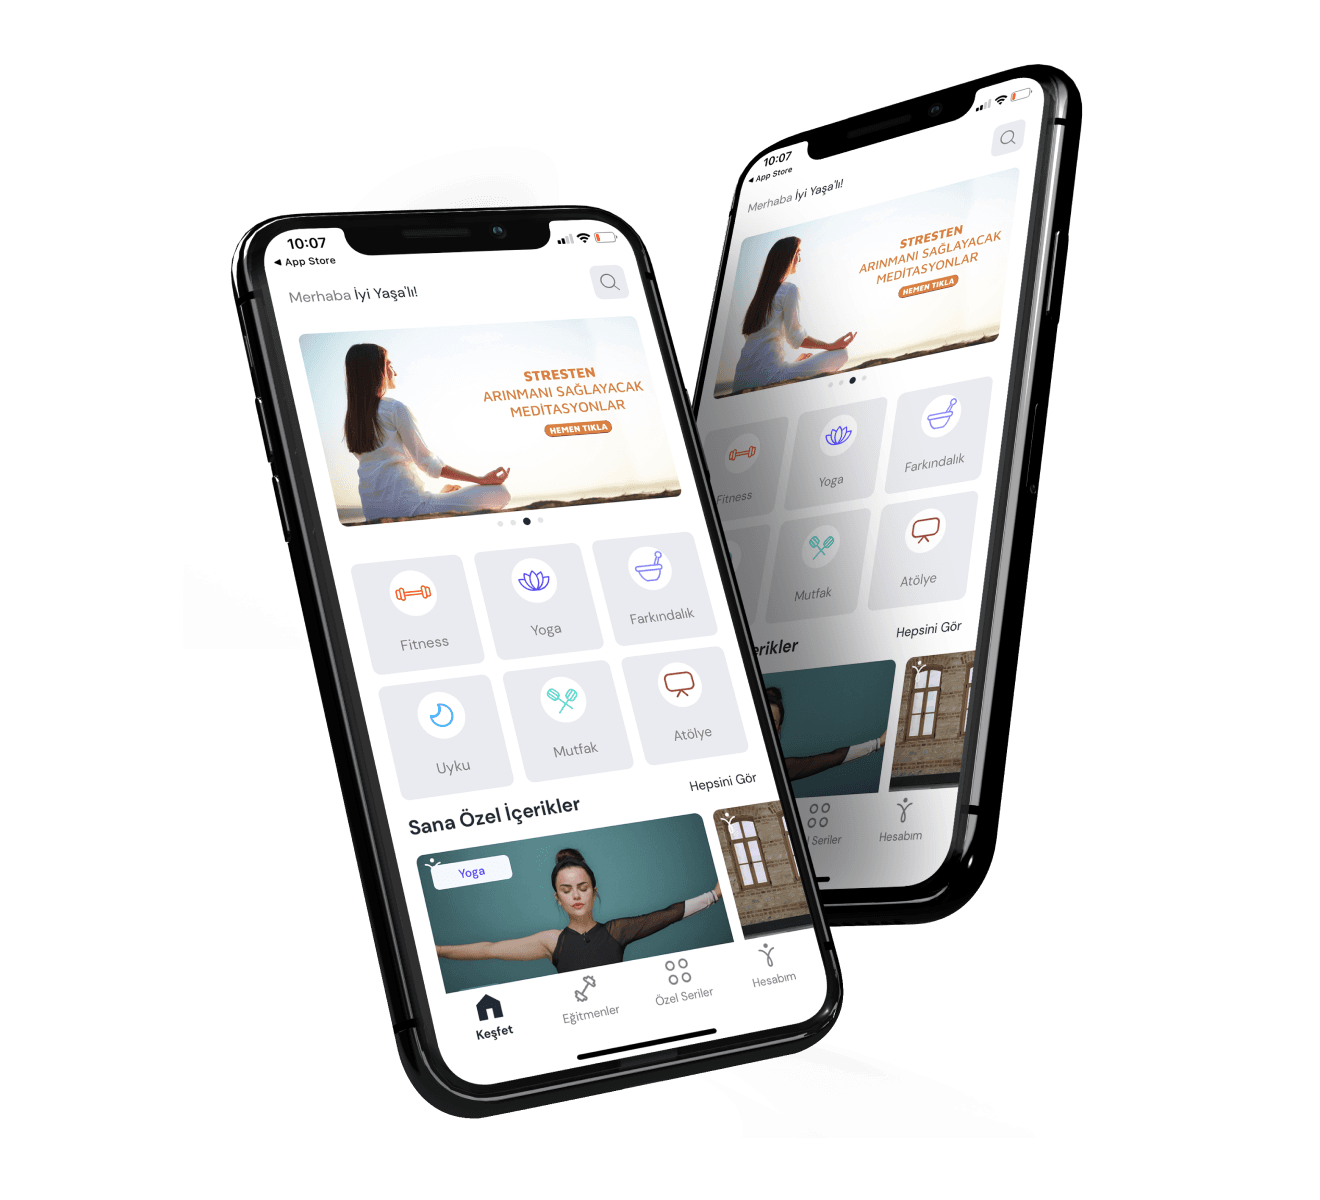 10:07
◀ App Store
Merhaba İyi Yaşa'lı!
STRESTEN
ARINMANI SAĞLAYACAK
MEDİTASYONLAR
HEMEN TIKLA
Fitness
Yoga
Farkındalık
Uyku
Mutfak
Atölye
Sana Özel İçerikler
Hepsini Gör
Yoga
Keşfet
Eğitmenler
Özel Seriler
Hesabım
10:07
◀ App Store
Merhaba İyi Yaşa'lı!
STRESTEN
ARINMANI SAĞLAYACAK
MEDİTASYONLAR
HEMEN TIKLA
Fitness
Yoga
Farkındalık
Mutfak
Atölye
erikler
Hepsini Gör
l Seriler
Hesabım